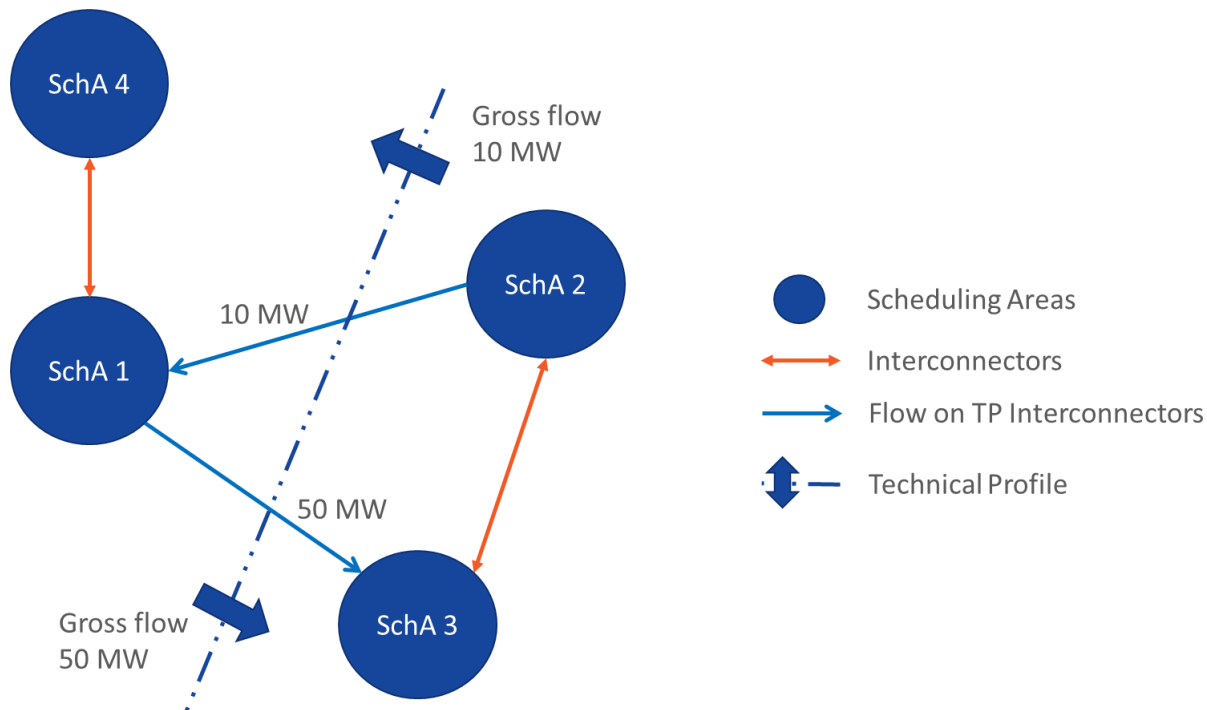 SchA 4
Gross flow
10 MW
SchA 2
10 MW
SchA 1
50 MW
Gross flow
50 MW
SchA 3
Scheduling Areas
Interconnectors
Flow on TP Interconnectors
Technical Profile